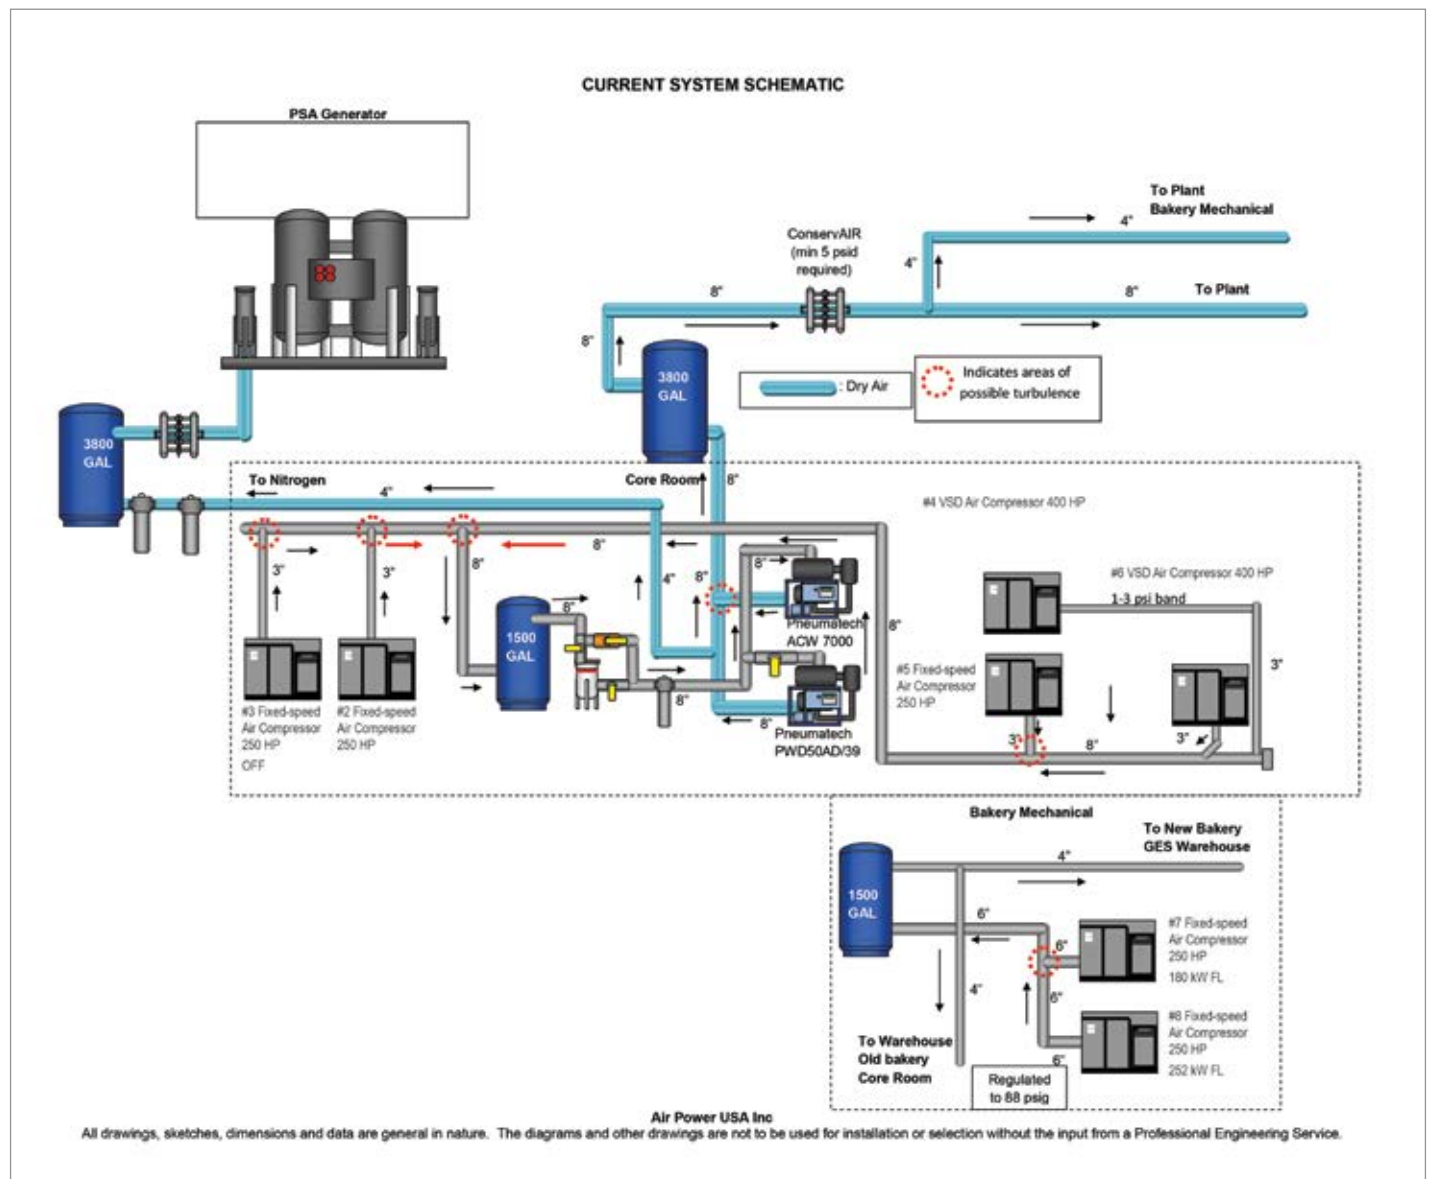 CURRENT SYSTEM SCHEMATIC
PSA Generator
To Plant
Bakery Mechanical
4"
ConservAIR
(min 5 psid
required)
4"
8"
8"
To Plant
8"
3800
GAL
: Dry Air
Indicates areas of
possible turbulence
3800
GAL
To Nitrogen
4"
Core Room
8"
#4 VSD Air Compressor 400 HP
8"
8"
3"
3"
8"
4"
8"
8"
#6 VSD Air Compressor 400 HP
1-3 psi band
1500
GAL
8"
Pneumatech
ACW 7000
8"
#5 Fixed-speed
Air Compressor
250 HP
3"
8"
#3 Fixed-speed
Air Compressor
250 HP
OFF
#2 Fixed-speed
Air Compressor
250 HP
8"
Pneumatech
PWD50AD/39
3"
8"
3"
Bakery Mechanical
To New Bakery
GES Warehouse
4"
1500
GAL
6"
6"
#7 Fixed-speed
Air Compressor
250 HP
180 kW FL
4"
6"
#8 Fixed-speed
Air Compressor
250 HP
252 kW FL
6"
To Warehouse
Old bakery
Core Room
Regulated
to 88 psig
Air Power USA Inc
All drawings, sketches, dimensions and data are general in nature. The diagrams and other drawings are not to be used for installation or selection without the input from a Professional Engineering Service.